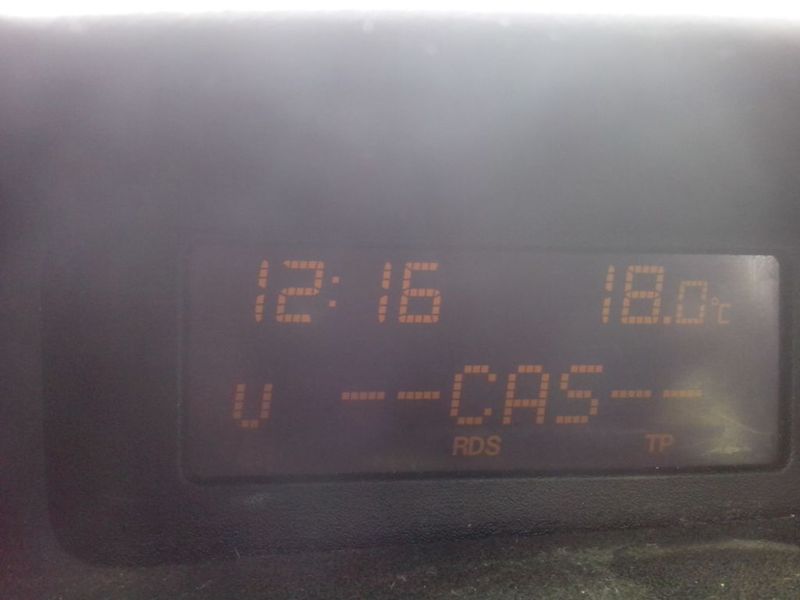 12:16 18.0°C
U --CAS--
RDS TP